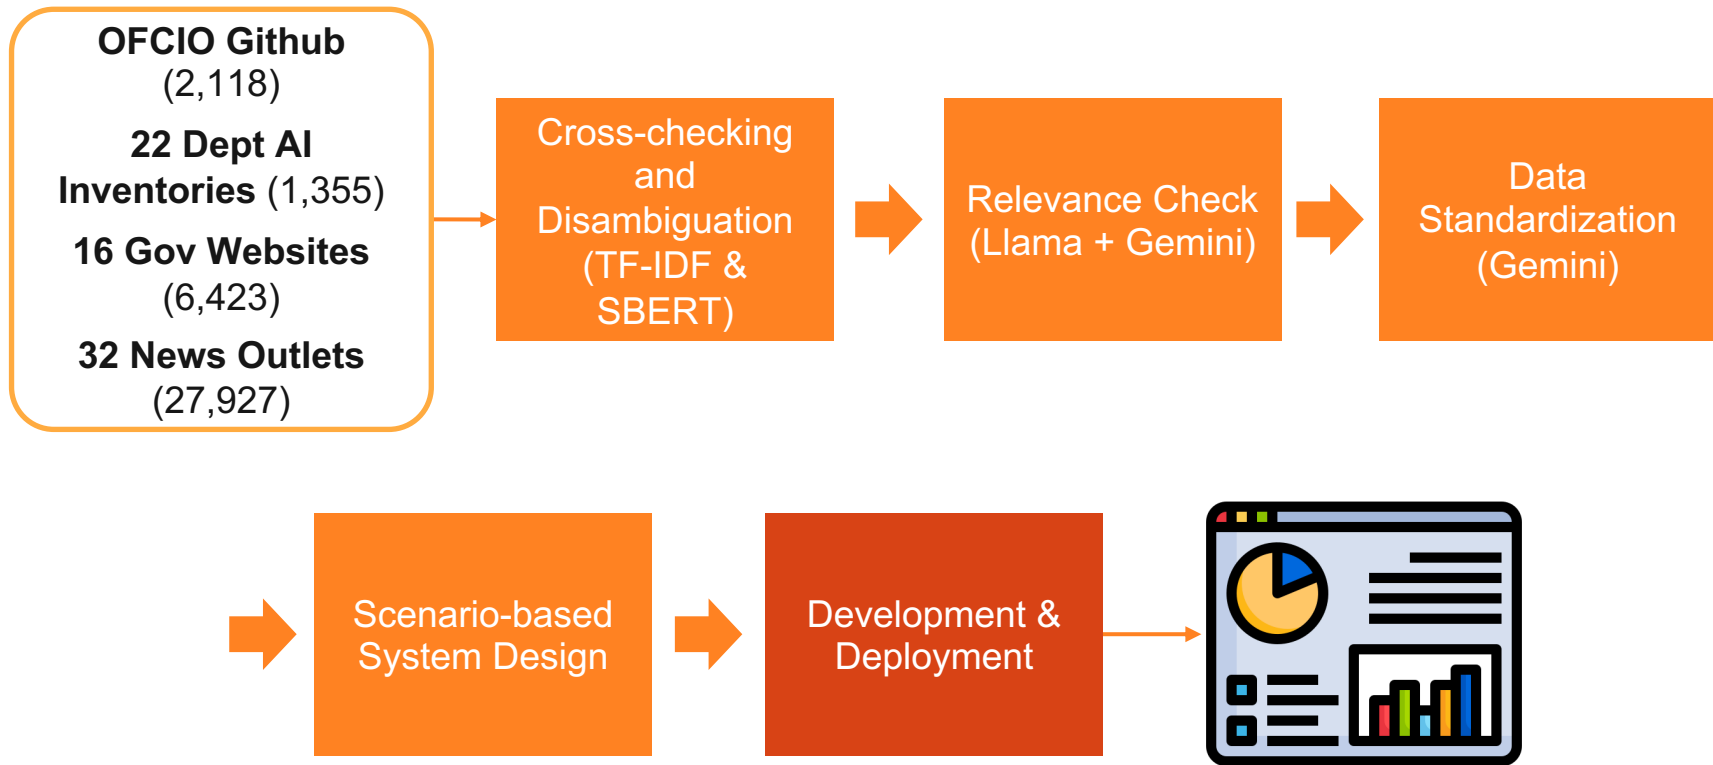 OFCIO Github
(2,118)
22 Dept AI
Inventories (1,355)
16 Gov Websites
(6,423)
32 News Outlets
(27,927)
Cross-checking
and
Disambiguation
(TF-IDF &
SBERT)
Relevance Check
(Llama + Gemini)
Data
Standardization
(Gemini)
Scenario-based
System Design
Development &
Deployment